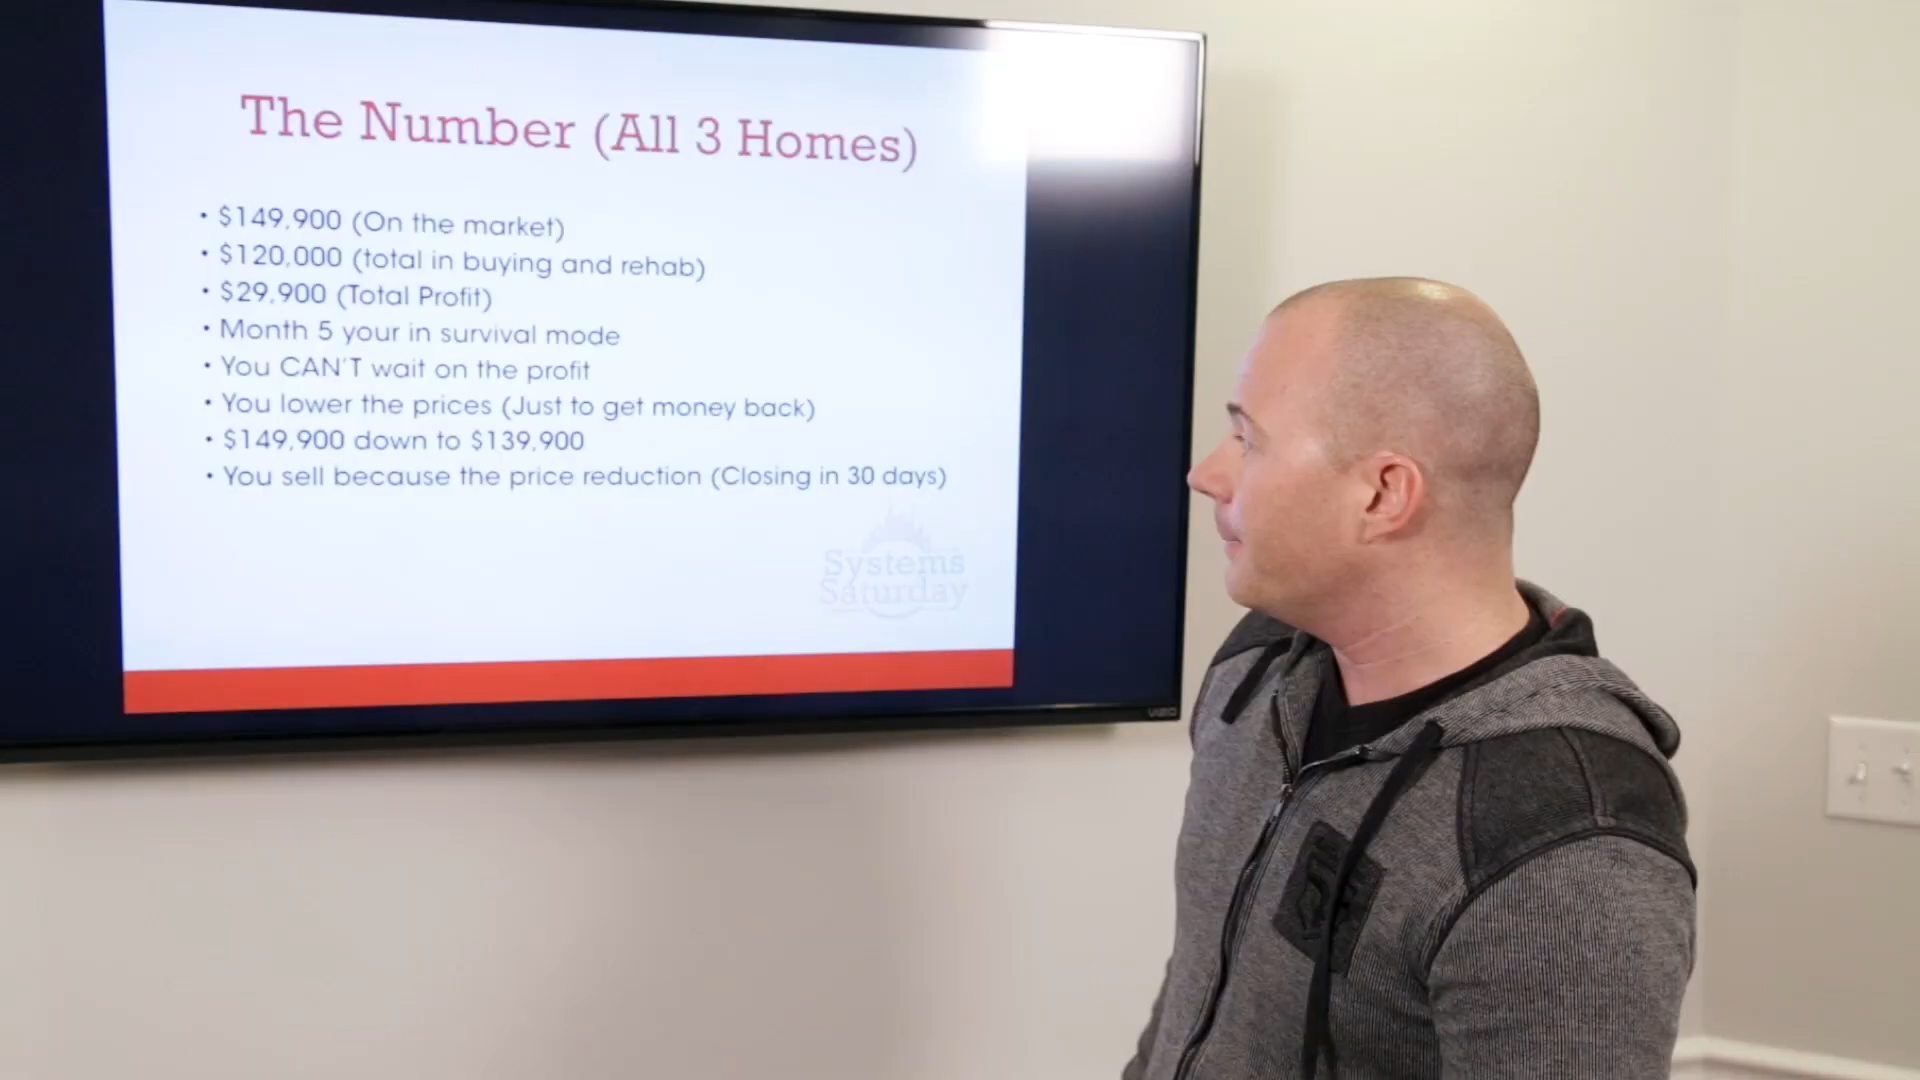 The Number (All 3 Homes)
• $149,900 (On the market)
• $120,000 (total in buying and rehab)
• $29,900 (Total Profit)
• Month 5 your in survival mode
• You CAN'T wait on the profit
• You lower the prices (Just to get money back)
• $149,900 down to $139,900
• You sell because the price reduction (Closing in 30 days)
Systems
Saturday
VIZIO